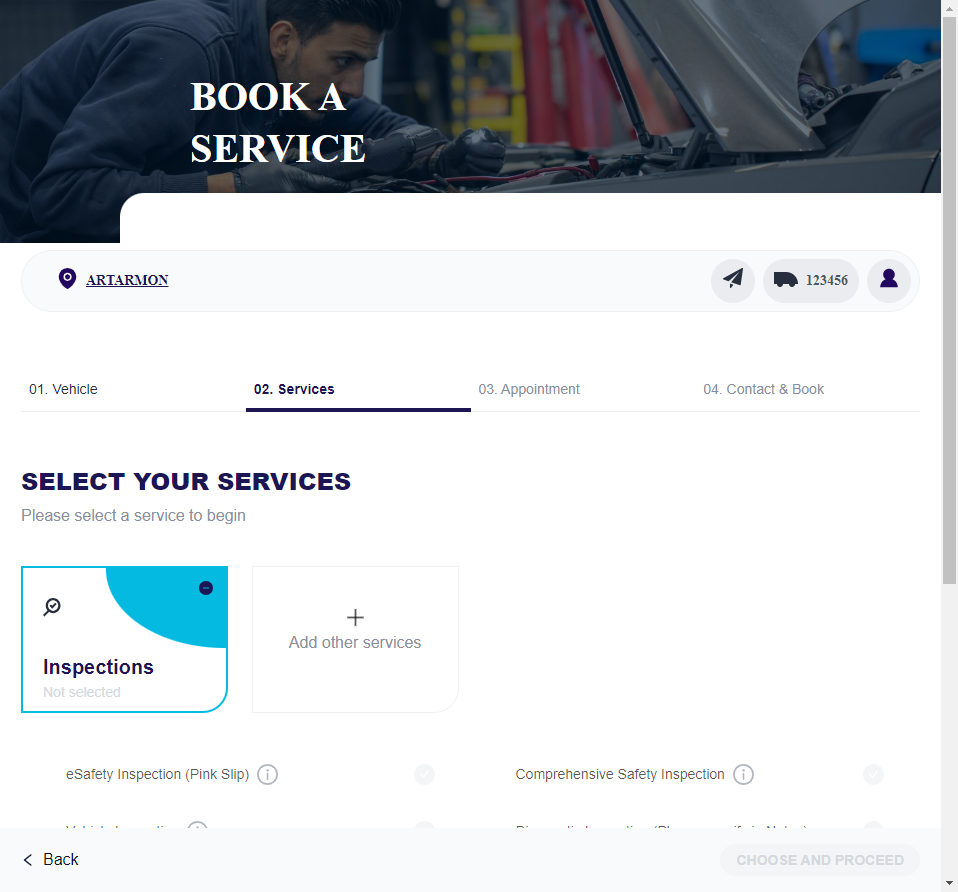 BOOK A
SERVICE
ARTARMON
123456
01. Vehicle
02. Services
03. Appointment
04. Contact & Book
SELECT YOUR SERVICES
Please select a service to begin
Inspections
Not selected
Add other services
eSafety Inspection (Pink Slip)
Comprehensive Safety Inspection
Back
CHOOSE AND PROCEED